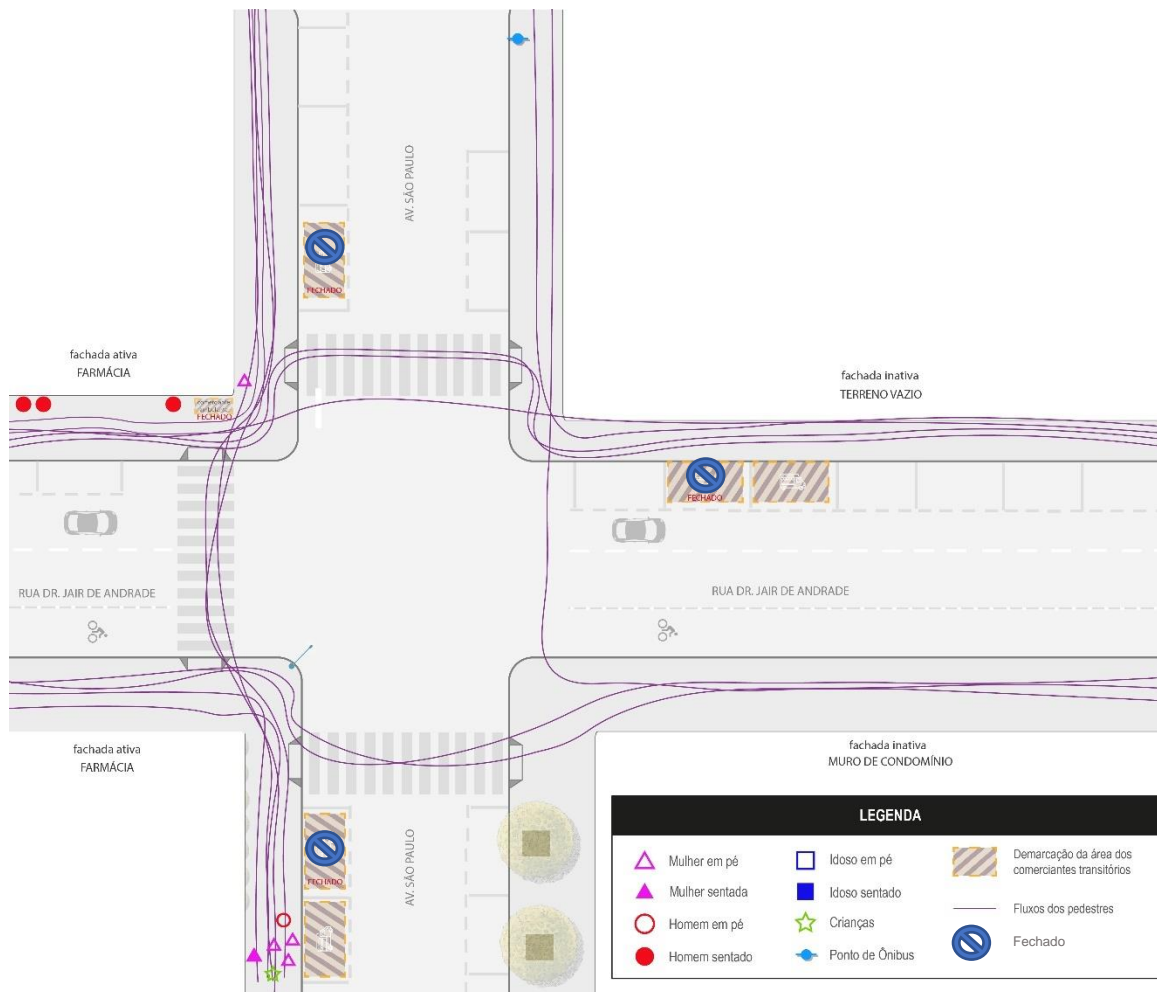 AV. SÃO PAULO
FECHADO
fachada ativa
FARMÁCIA
fachada inativa
TERRENO VAZIO
FECHADO
FECHADO
RUA DR. JAIR DE ANDRADE
RUA DR. JAIR DE ANDRADE
fachada ativa
FARMÁCIA
fachada inativa
MURO DE CONDOMÍNIO
FECHADO
AV. SÃO PAULO
LEGENDA
Mulher em pé
Mulher sentada
Homem em pé
Homem sentado
Idoso em pé
Idoso sentado
Crianças
Ponto de Ônibus
Demarcação da área dos
comerciantes transitórios
Fluxos dos pedestres
Fechado